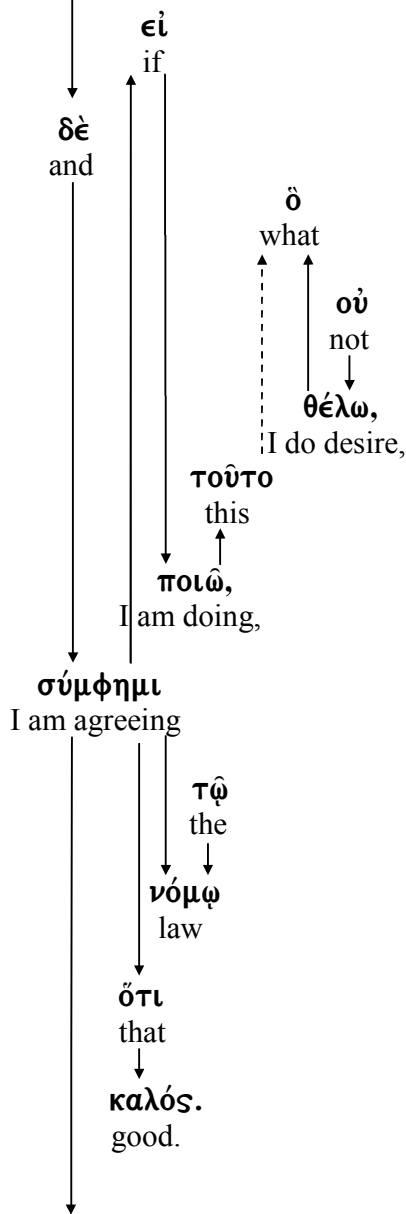 εἰ
if
δὲ
and
ὃ
what
οὐ
not
θέλω,
I do desire,
τοῦτο
this
ποιῶ,
I am doing,
σύμφημι
I am agreeing
τῷ
the
νόμῳ
law
ὅτι
that
καλός.
good.